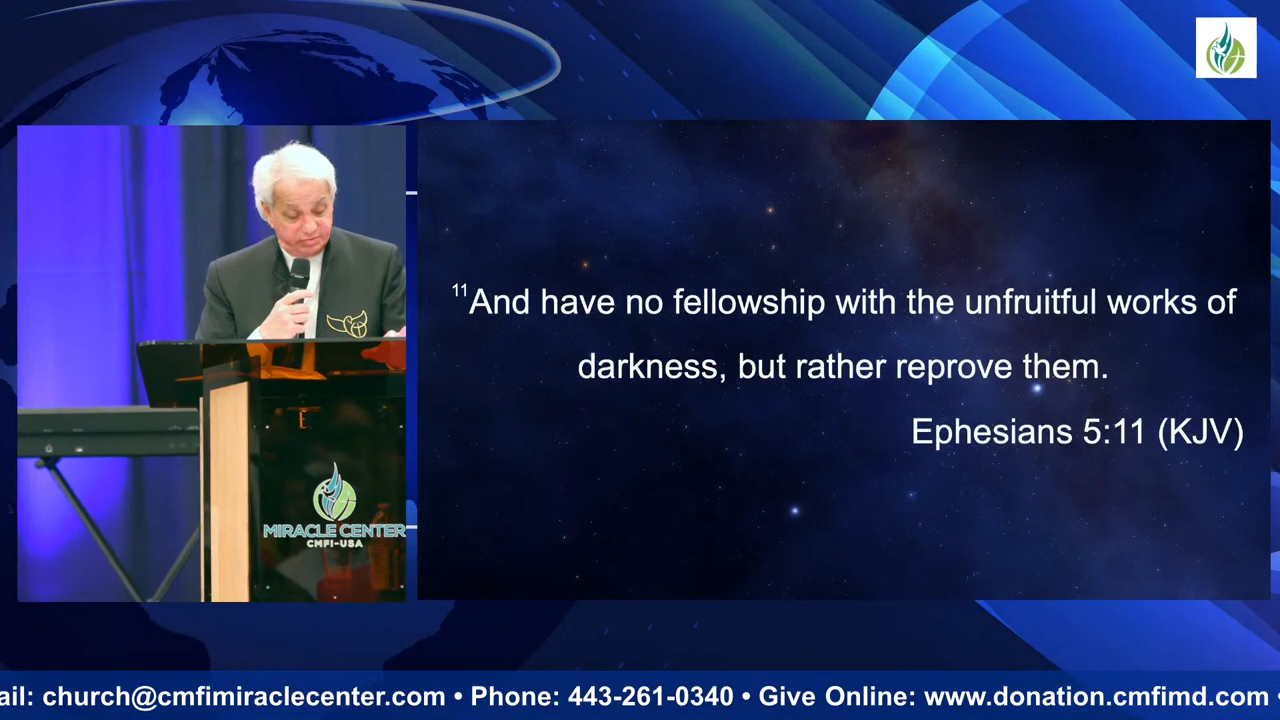 11And have no fellowship with the unfruitful works of
darkness, but rather reprove them.
Ephesians 5:11 (KJV)
MIRACLE CENTER
CMFI-USA
ail: church@cmfimiraclecenter.com • Phone: 443-261-0340 • Give Online: www.donation.cmfimd.com •